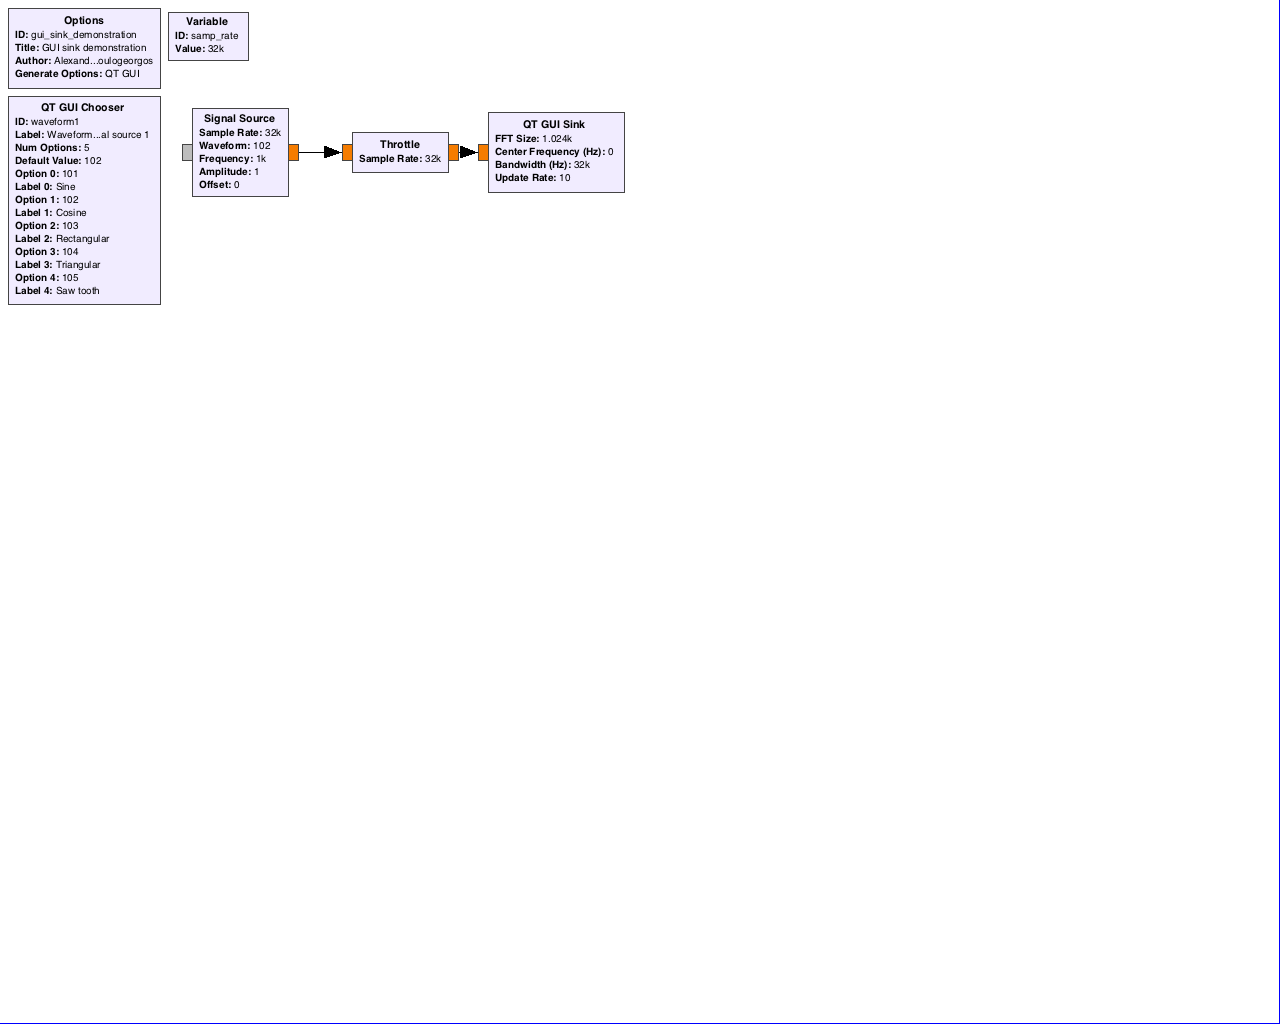 Options
ID: gui_sink_demonstration
Title: GUI sink demonstration
Author: Alexand...oulogeorgos
Generate Options: QT GUI
Variable
ID: samp_rate
Value: 32k
QT GUI Chooser
ID: waveform1
Label: Waveform...al source 1
Num Options: 5
Default Value: 102
Option 0: 101
Label 0: Sine
Option 1: 102
Label 1: Cosine
Option 2: 103
Label 2: Rectangular
Option 3: 104
Label 3: Triangular
Option 4: 105
Label 4: Saw tooth
Signal Source
Sample Rate: 32k
Waveform: 102
Frequency: 1k
Amplitude: 1
Offset: 0
Throttle
Sample Rate: 32k
QT GUI Sink
FFT Size: 1.024k
Center Frequency (Hz): 0
Bandwidth (Hz): 32k
Update Rate: 10